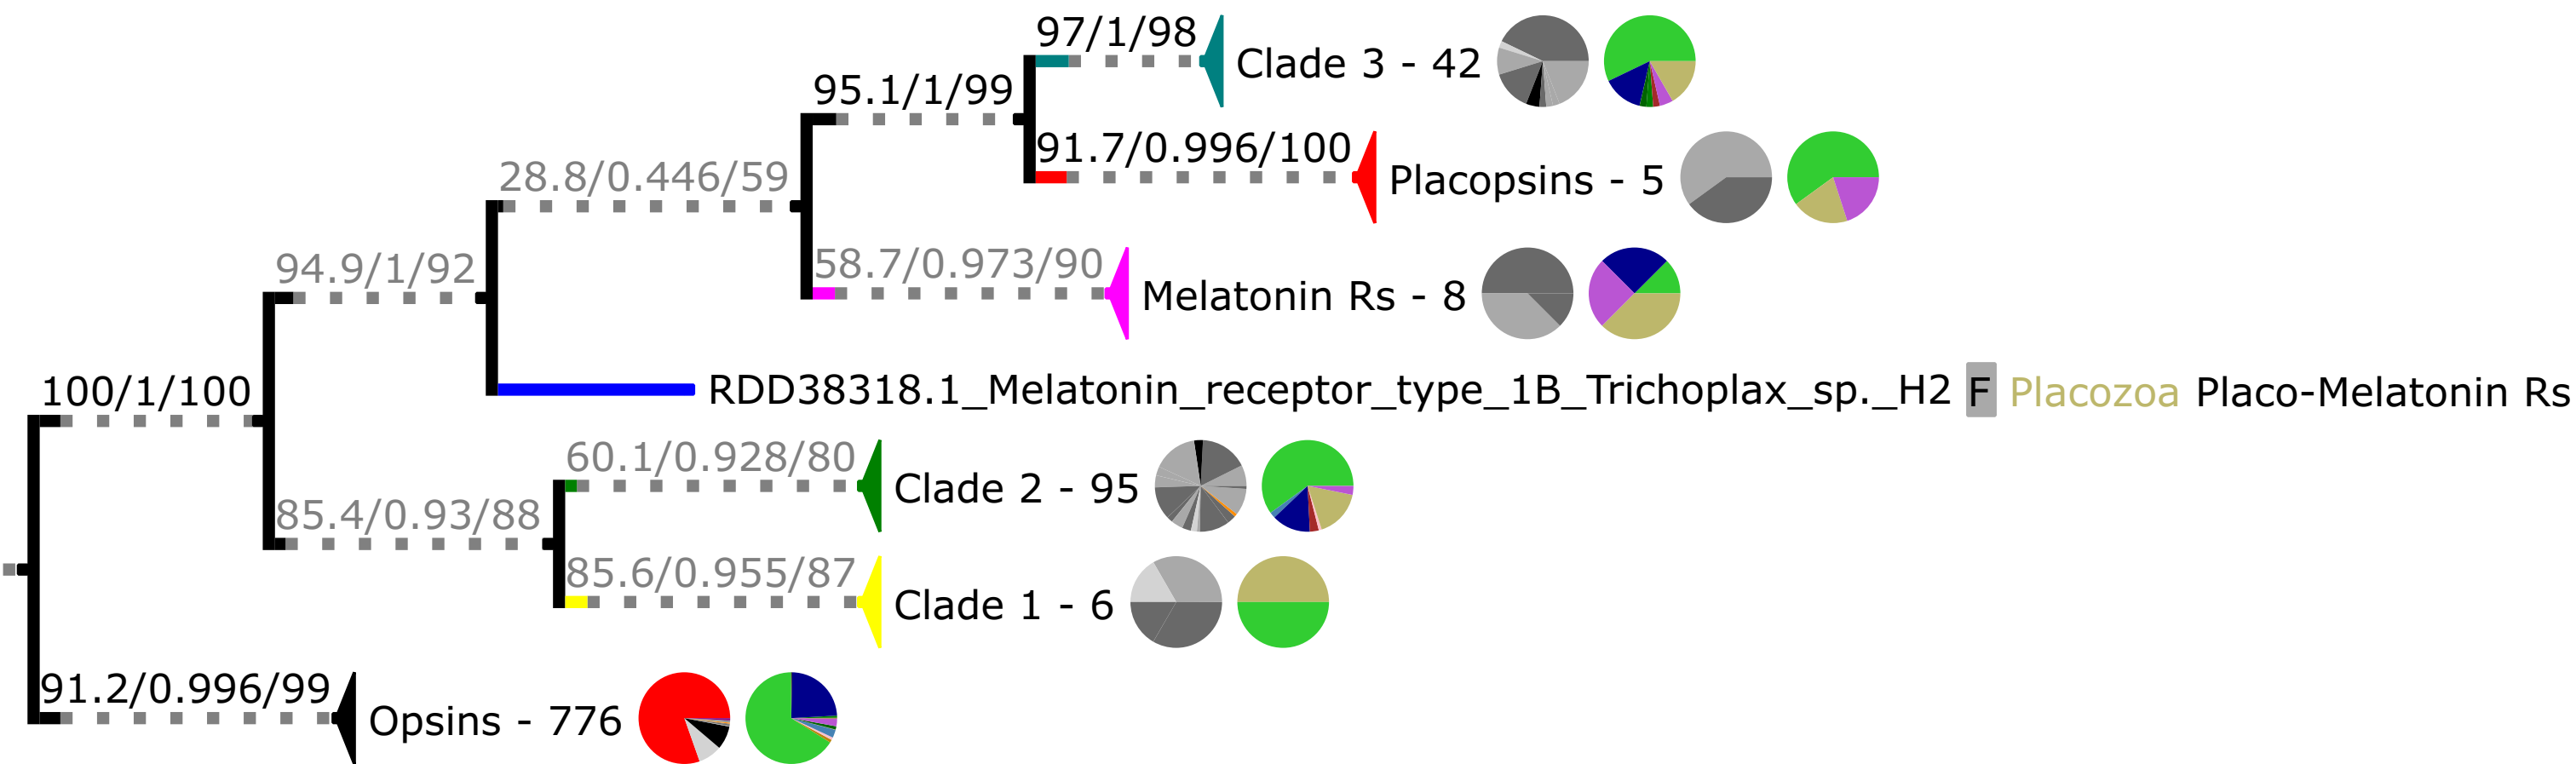 97/1/98
Clade 3 - 42
95.1/1/99
91.7/0.996/100
Placopsins - 5
28.8/0.446/59
58.7/0.973/90
Melatonin Rs - 8
94.9/1/92
RDD38318.1_Melatonin_receptor_type_1B_Trichoplax_sp._H2 F Placozoa Placo-Melatonin Rs
100/1/100
60.1/0.928/80
Clade 2 - 95
85.4/0.93/88
85.6/0.955/87
Clade 1 - 6
91.2/0.996/99
Opsins - 776